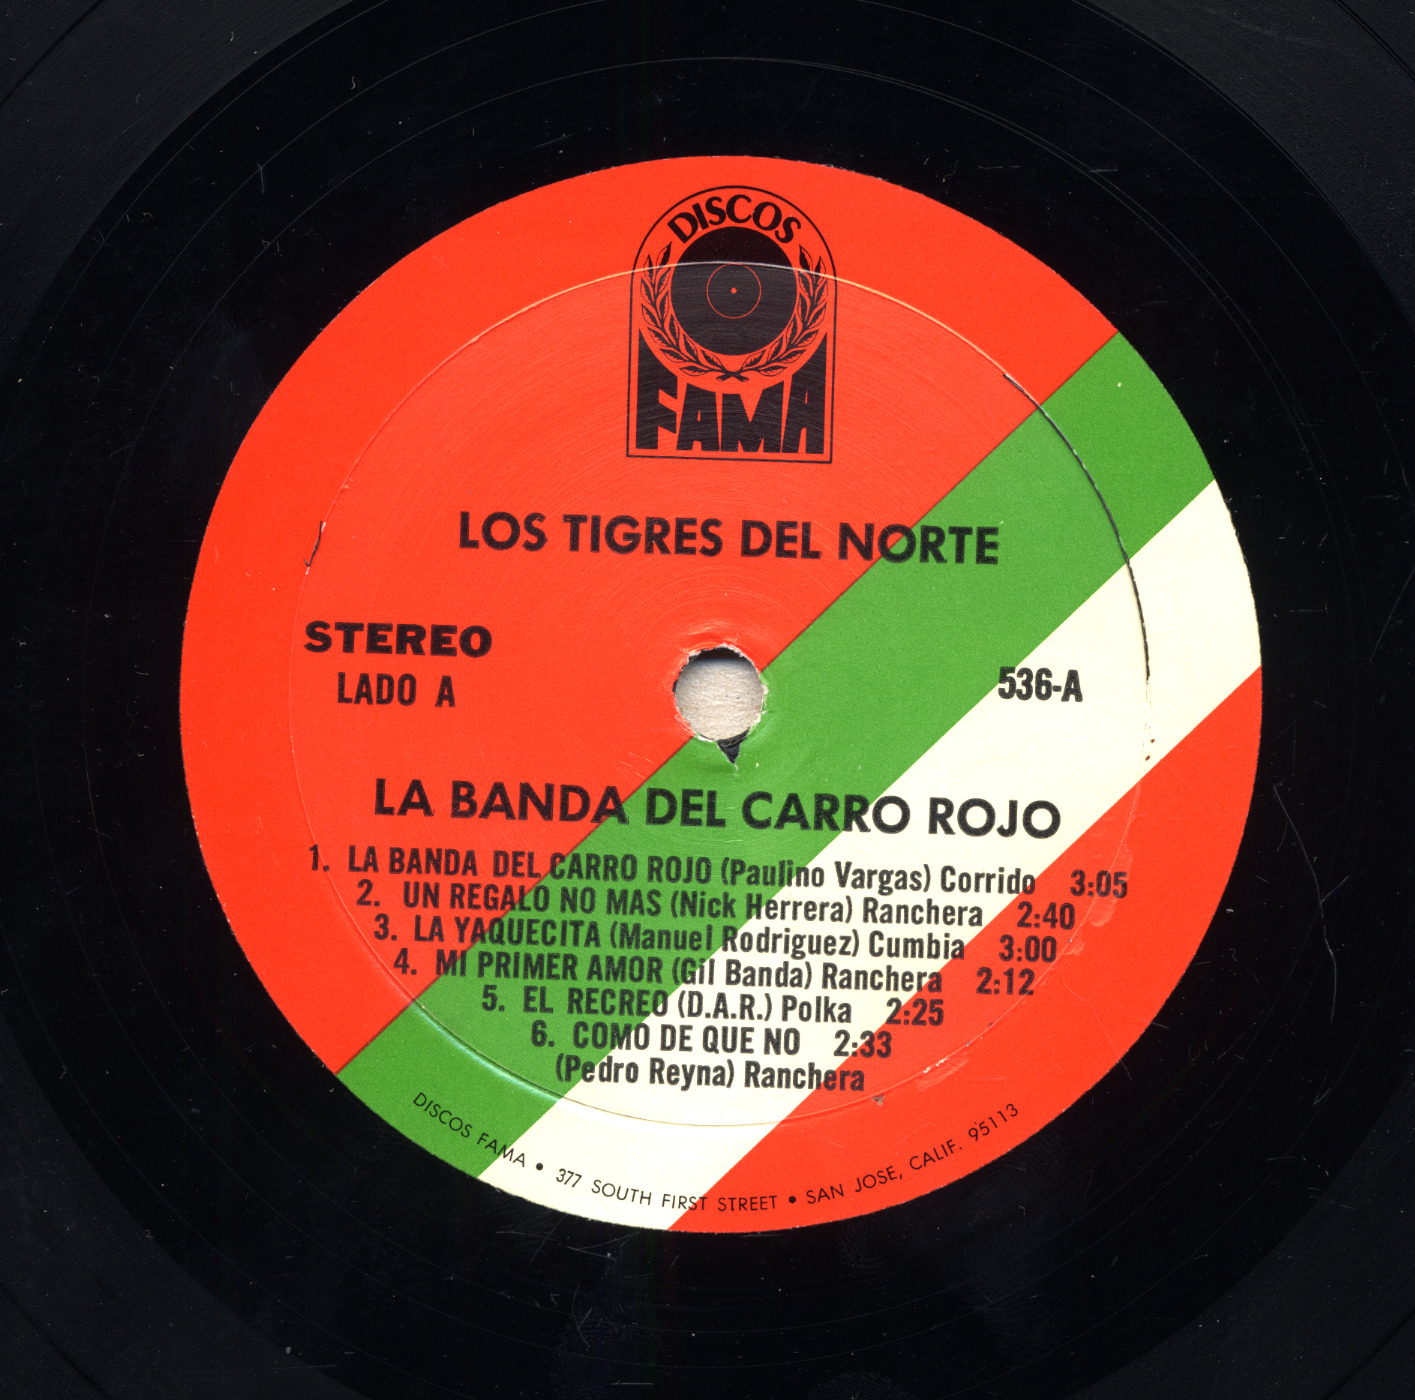 DISCOS
FAMA
LOS TIGRES DEL NORTE
STEREO
LADO A
536-A
LA BANDA DEL CARRO ROJO
1. LA BANDA DEL CARRO ROJO (Paulino Vargas) Corrido 3:05
2. UN REGALO NO MAS (Nick Herrera) Ranchera 2:40
3. LA YAQUECITA (Manuel Rodriguez) Cumbia 3:00
4. MI PRIMER AMOR (Gil Banda) Ranchera 2:12
5. EL RECREO (D.A.R.) Polka 2:25
6. COMO DE QUE NO 2:33
(Pedro Reyna) Ranchera
DISCOS FAMA • 377 SOUTH FIRST STREET • SAN JOSE, CALIF. 95113